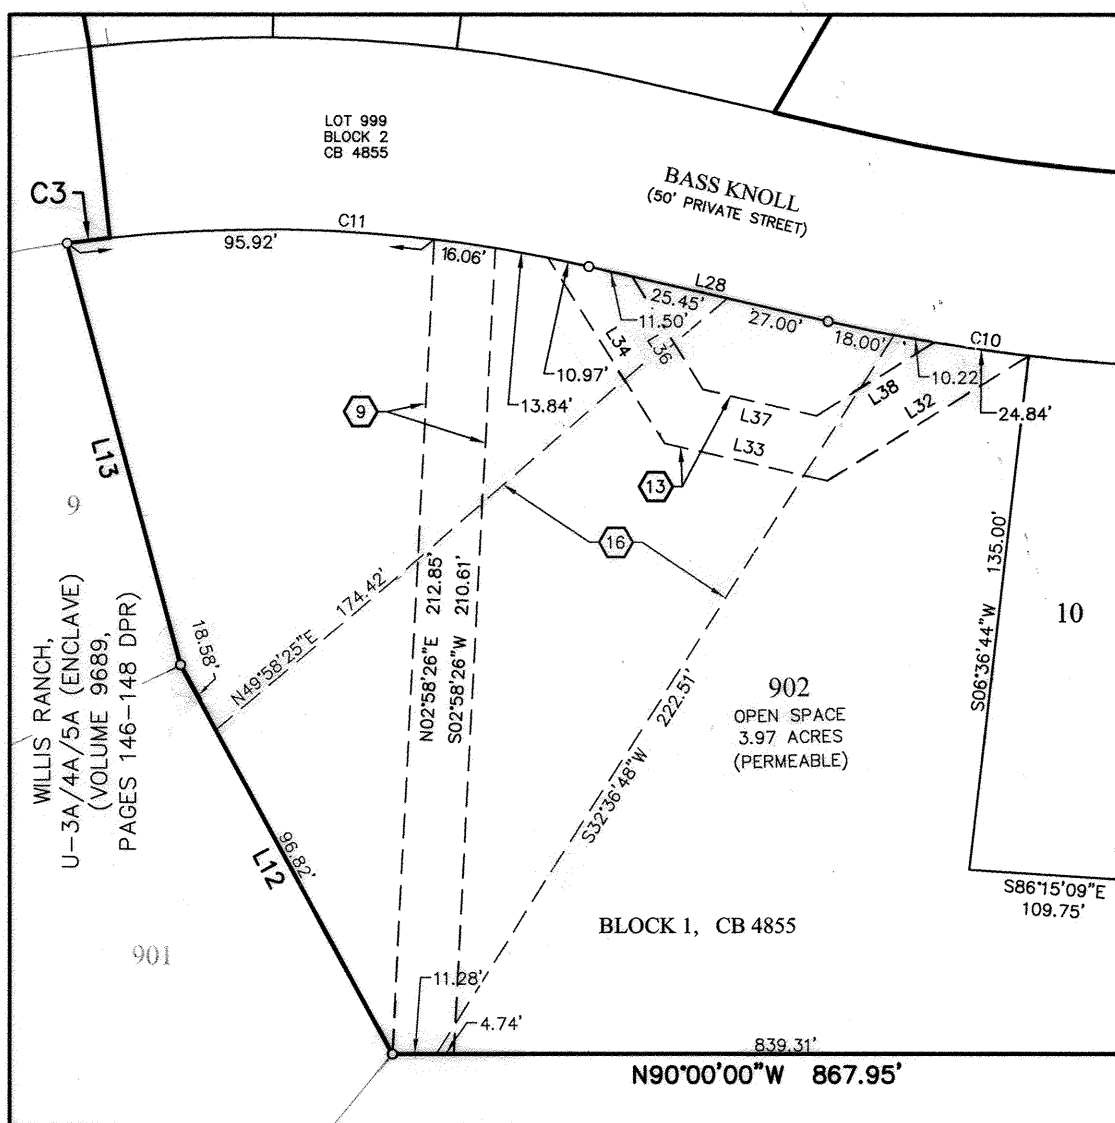 LOT 999
BLOCK 2
CB 4855
BASS KNOLL
(50' PRIVATE STREET)
C3
C11
95.92'
16.06'
L28
25.45'
11.50'
27.00'
18.00'
C10
L34
L36
10.97'
13.84'
L37
L33
L38
L32
10.22
24.84'
9
13
16
L13
9
135.00'
S06°36'44"W
10
WILLIS RANCH,
U-3A/4A/5A (ENCLAVE)
(VOLUME 9689,
PAGES 146-148 DPR)
18.58'
N49°58'25"E 174.42'
N02°58'26"E 212.85'
S02°58'26"W 210.61'
S32°36'48"W 222.51'
902
OPEN SPACE
3.97 ACRES
(PERMEABLE)
96.82'
L12
S86°15'09"E
109.75'
BLOCK 1, CB 4855
901
11.28'
4.74'
839.31'
N90°00'00"W 867.95'